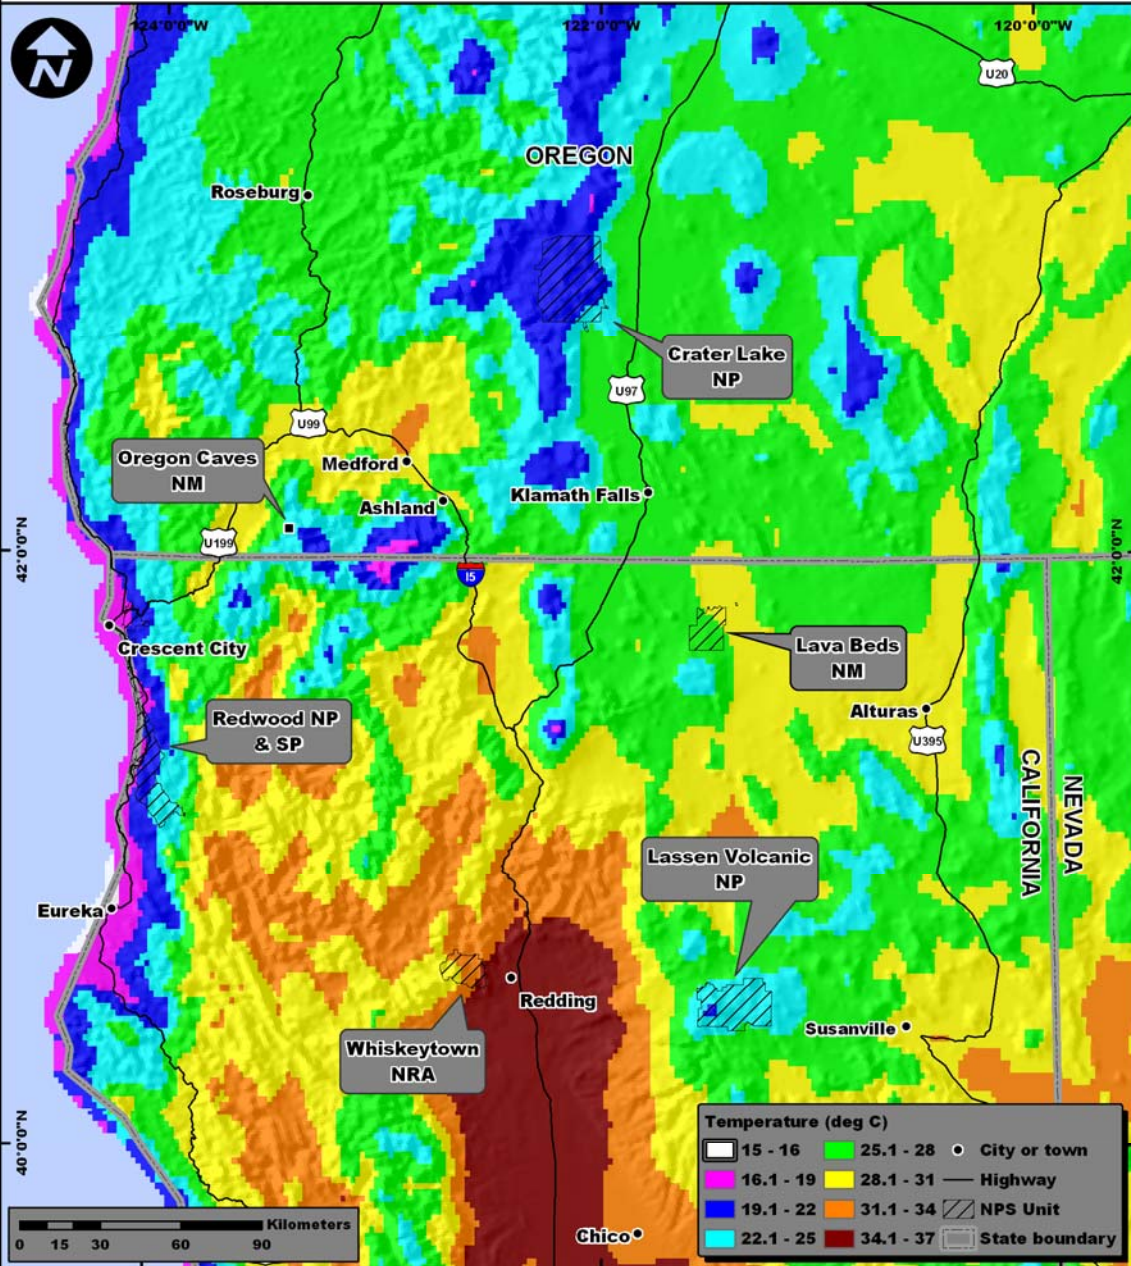 124°0'0"W
122°0'0"W
120°0'0"W
N
U20
OREGON
Roseburg
Crater Lake
NP
U97
U99
Oregon Caves
NM
Medford
Klamath Falls
Ashland
U199
42°0'0"N
42°0'0"N
I5
Crescent City
Lava Beds
NM
Redwood NP
& SP
Alturas
U395
CALIFORNIA
NEVADA
Lassen Volcanic
NP
Eureka
Redding
Susanville
Whiskeytown
NRA
40°0'0"N
Chico
Temperature (deg C)
15 - 16
25.1 - 28
City or town
16.1 - 19
28.1 - 31
Highway
19.1 - 22
31.1 - 34
NPS Unit
22.1 - 25
34.1 - 37
State boundary
Kilometers
0 15 30 60 90